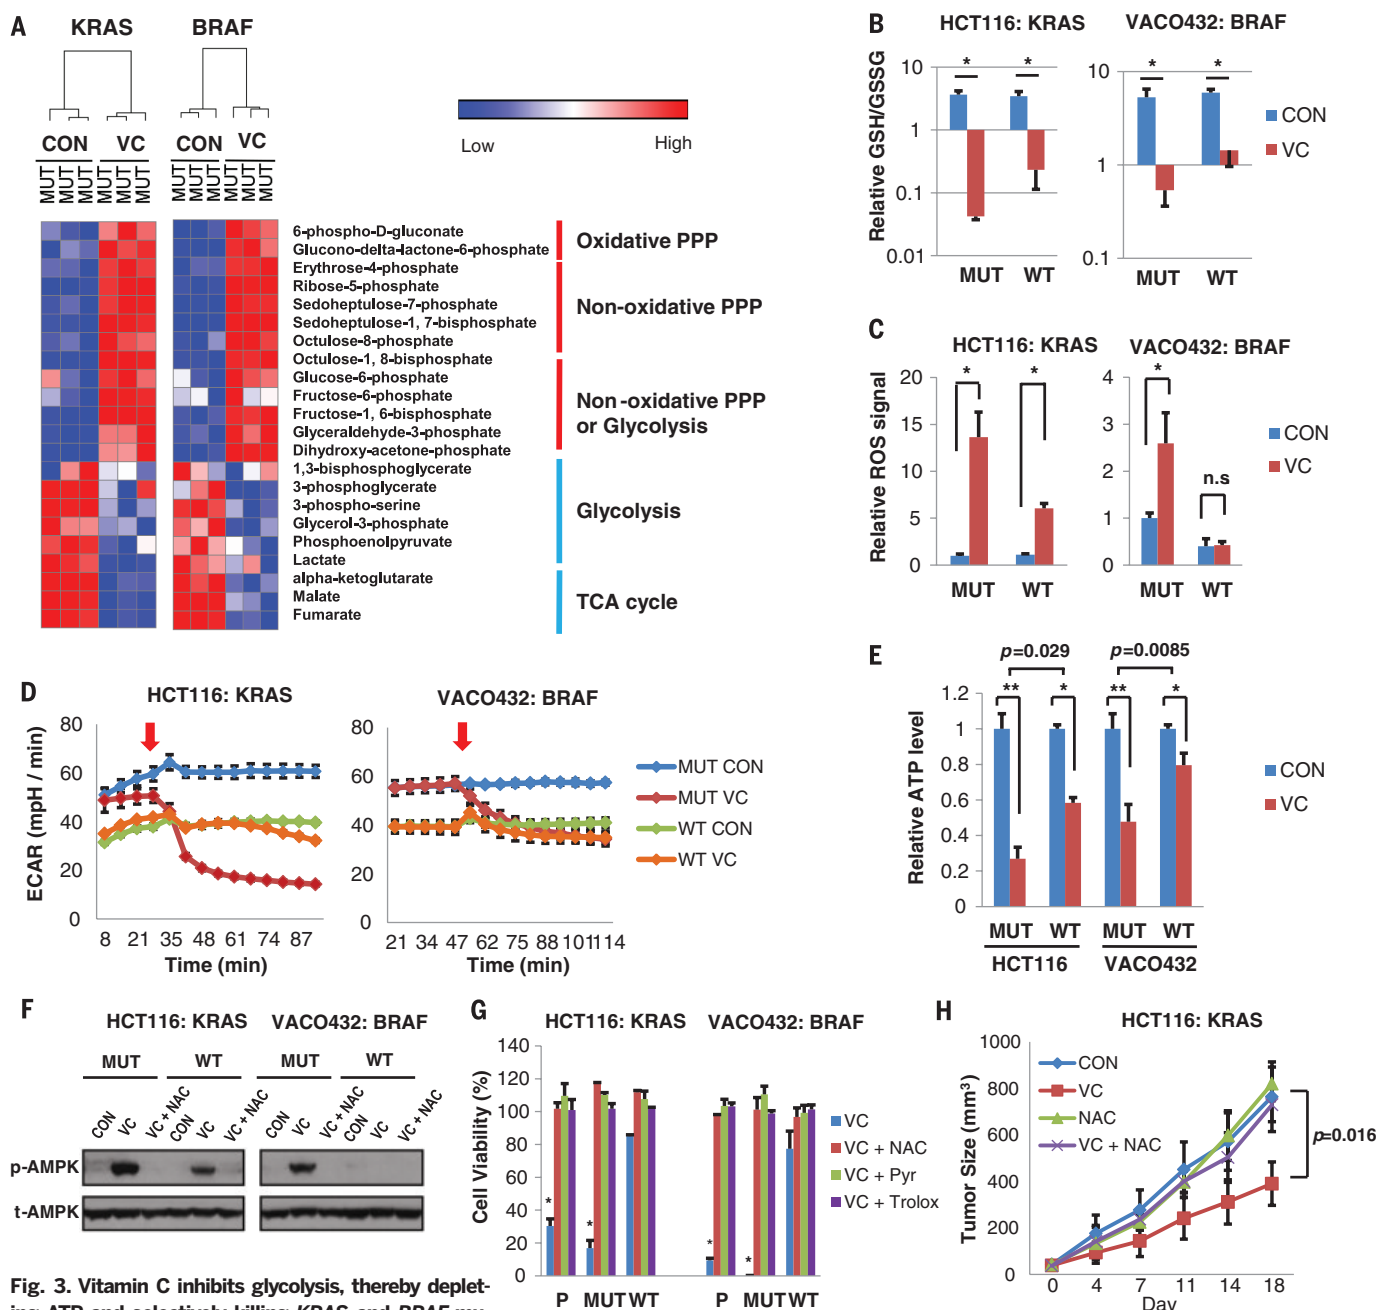 A
KRAS
BRAF
CON
VC
CON
VC
MUT
MUT
MUT
MUT
MUT
MUT
MUT
MUT
MUT
MUT
MUT
MUT
Low
High
6-phospho-D-gluconate
Glucono-delta-lactone-6-phosphate
Erythrose-4-phosphate
Ribose-5-phosphate
Sedoheptulose-7-phosphate
Sedoheptulose-1, 7-bisphosphate
Octulose-8-phosphate
Octulose-1, 8-bisphosphate
Glucose-6-phosphate
Fructose-6-phosphate
Fructose-1, 6-bisphosphate
Glyceraldehyde-3-phosphate
Dihydroxy-acetone-phosphate
1,3-bisphosphoglycerate
3-phosphoglycerate
3-phospho-serine
Glycerol-3-phosphate
Phosphoenolpyruvate
Lactate
alpha-ketoglutarate
Malate
Fumarate
Oxidative PPP
Non-oxidative PPP
Non-oxidative PPP
or Glycolysis
Glycolysis
TCA cycle
B
HCT116: KRAS
VACO432: BRAF
Relative GSH/GSSG
10
1
0.1
0.01
* *
MUT WT
10
1
0.1
* *
MUT WT
CON
VC
C
HCT116: KRAS
VACO432: BRAF
Relative ROS signal
20
15
10
5
0
* *
MUT WT
4
3
2
1
0
*
n.s
MUT WT
CON
VC
D
HCT116: KRAS
VACO432: BRAF
ECAR (mpH / min)
80
60
40
20
0
8 21 35 48 61 74 87
Time (min)
80
60
40
20
0
21 34 47 62 75 88 101114
Time (min)
MUT CON
MUT VC
WT CON
WT VC
E
p=0.029
p=0.0085
Relative ATP level
1.2
1
0.8
0.6
0.4
0.2
0
** * ** *
MUT WT MUT WT
HCT116
VACO432
CON
VC
F
HCT116: KRAS
VACO432: BRAF
MUT WT MUT WT
CON
VC
VC + NAC
CON
VC
VC + NAC
CON
VC
VC + NAC
CON
VC
VC + NAC
p-AMPK
t-AMPK
G
HCT116: KRAS
VACO432: BRAF
Cell Viability (%)
140
120
100
80
60
40
20
0
* * * *
P MUT WT
P MUT WT
VC
VC + NAC
VC + Pyr
VC + Trolox
H
HCT116: KRAS
Tumor Size (mm³)
1000
800
600
400
200
0
CON
VC
NAC
VC + NAC
p=0.016
0 4 7 11 14 18
Day
Fig. 3. Vitamin C inhibits glycolysis, thereby deplet-
ing ATP and selectively killing KRAS and BRAF mu-